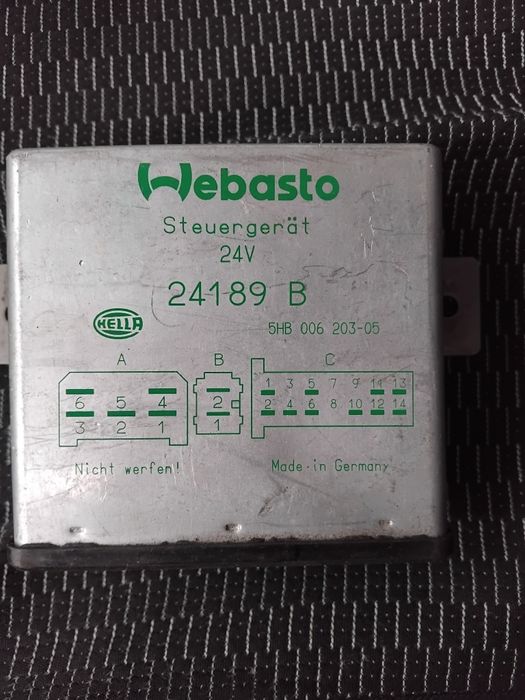 Webasto
Steuergerät
24V
24189 B
HELLA
5HB 006 203-05
A B C
6 5 4
3 2 1
2
1
1 3 5 7 9 11 13
2 4 6 8 10 12 14
Nicht werfen!
Made in Germany